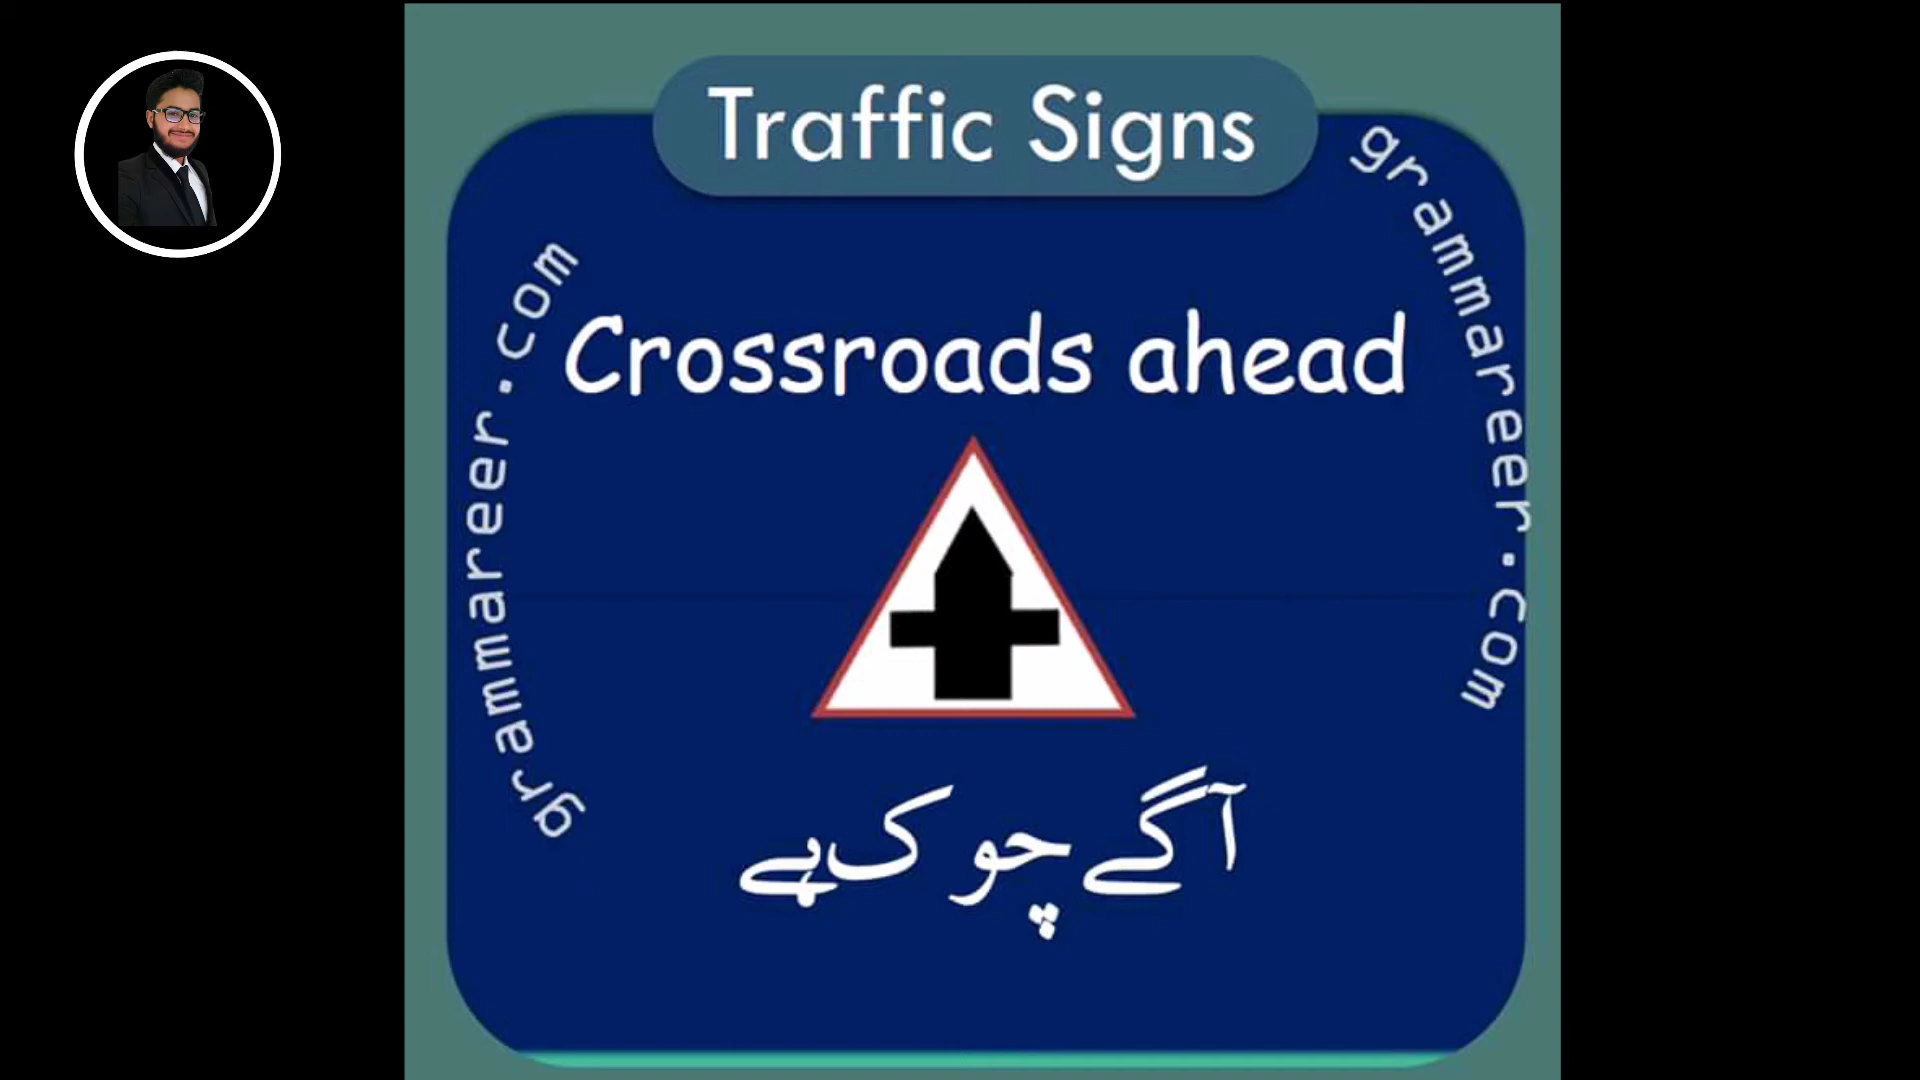 Traffic Signs
grammareer.com
grammareer.com
Crossroads ahead
آگے چوک ہے